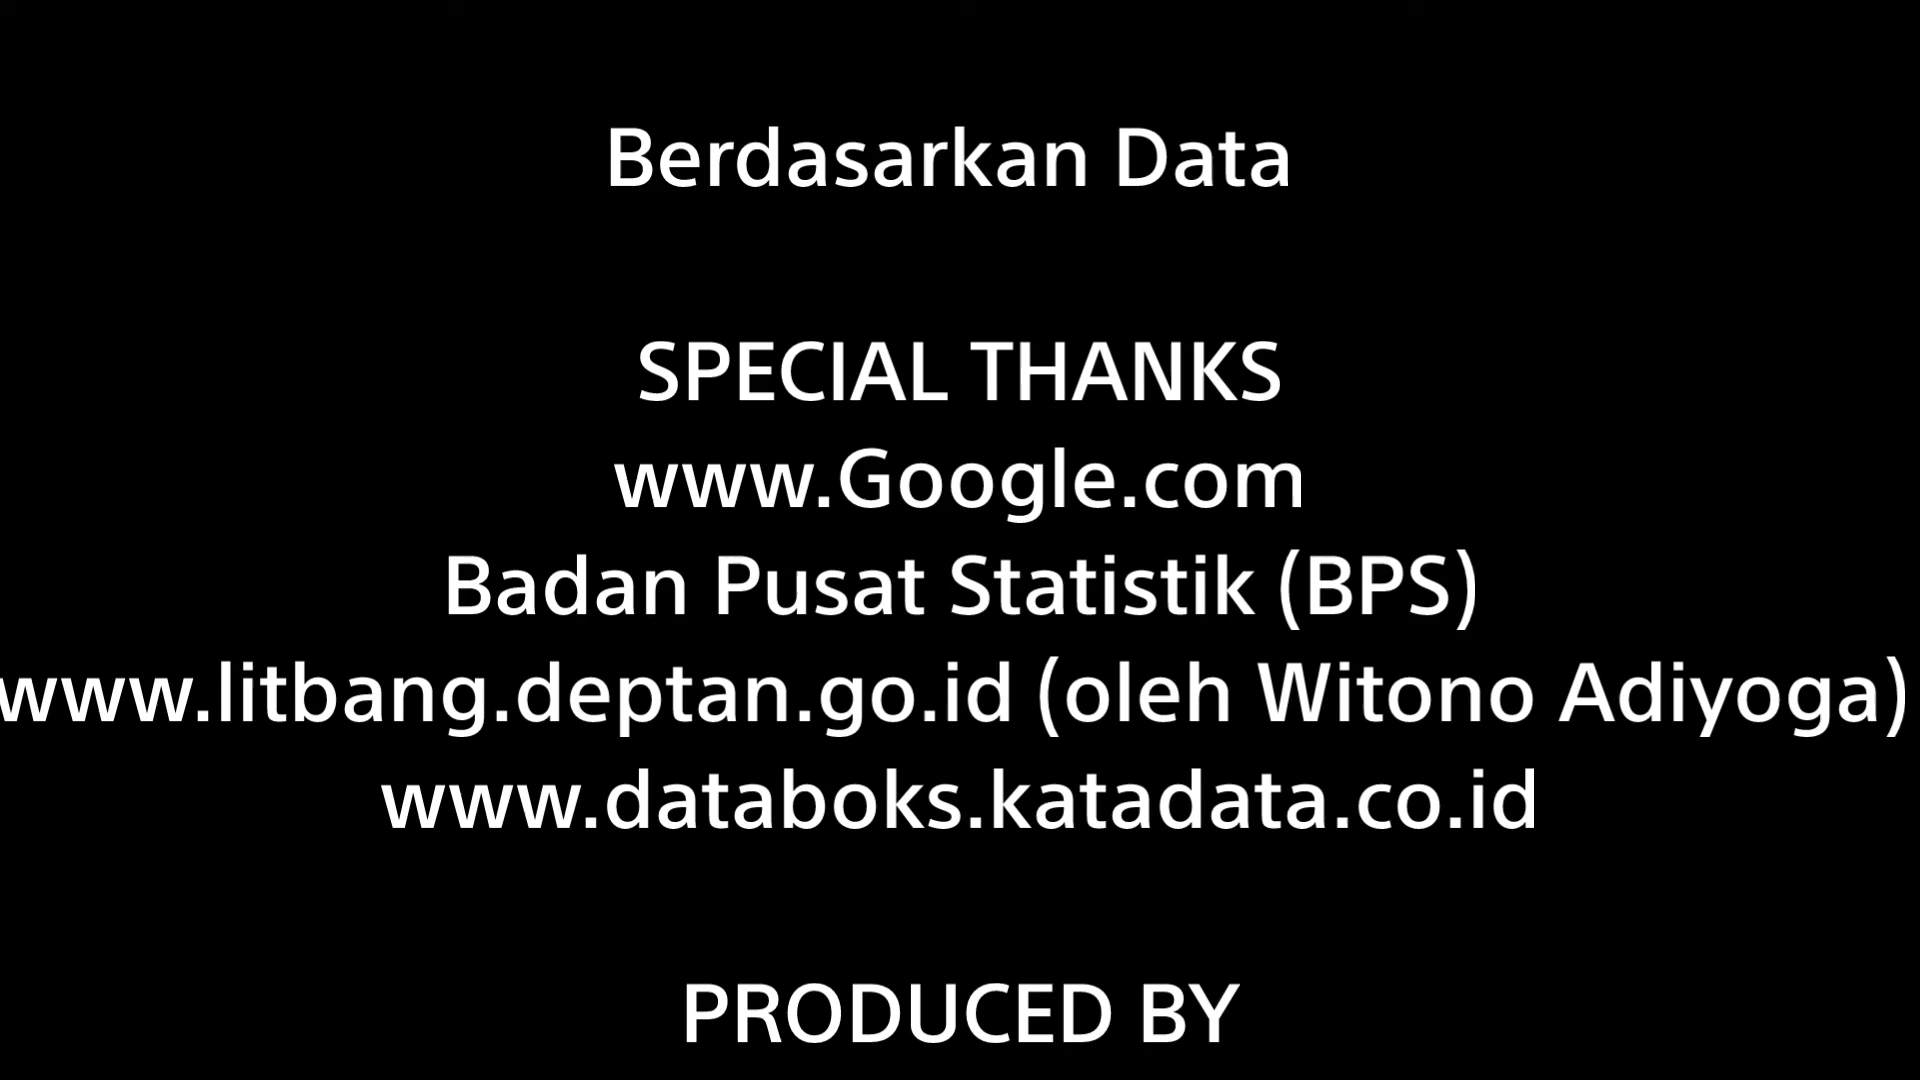 Berdasarkan Data
SPECIAL THANKS
www.Google.com
Badan Pusat Statistik (BPS)
www.litbang.deptan.go.id (oleh Witono Adiyoga)
www.databoks.katadata.co.id
PRODUCED BY